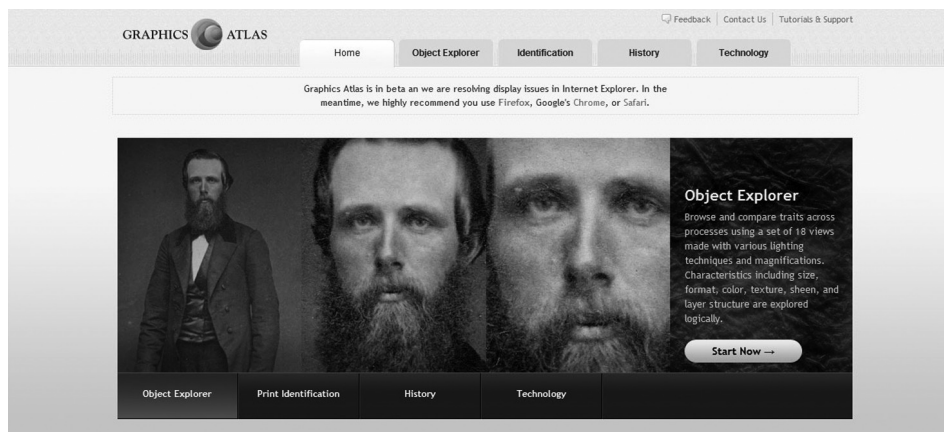 Feedback Contact Us Tutorials & Support
GRAPHICS ATLAS
Home Object Explorer Identification History Technology
Graphics Atlas is in beta an we are resolving display issues in Internet Explorer. In the
meantime, we highly recommend you use Firefox, Google's Chrome, or Safari.
Object Explorer
Browse and compare traits across
processes using a set of 18 views
made with various lighting
techniques and magnifications.
Characteristics including size,
format, color, texture, sheen, and
layer structure are explored
logically.
Start Now →
Object Explorer Print Identification History Technology